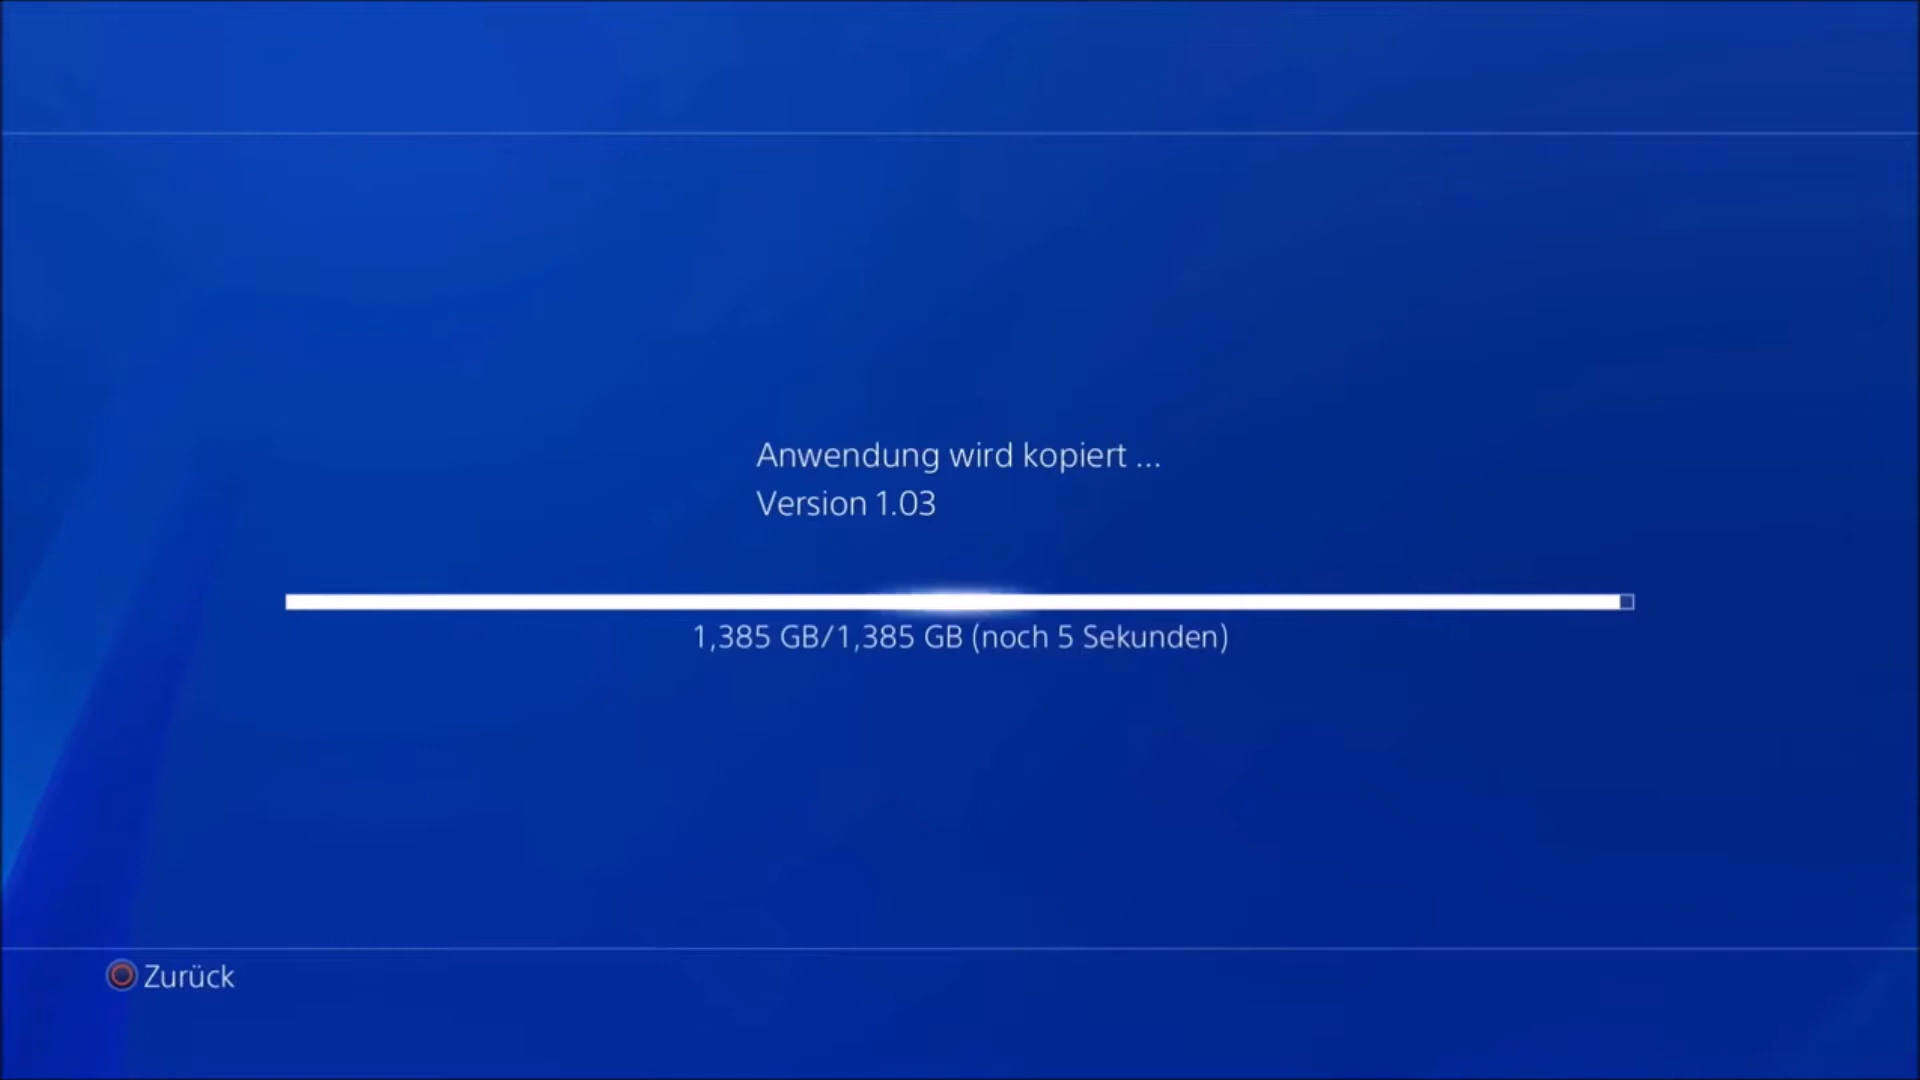 Anwendung wird kopiert ...
Version 1.03
1,385 GB/1,385 GB (noch 5 Sekunden)
Zurück